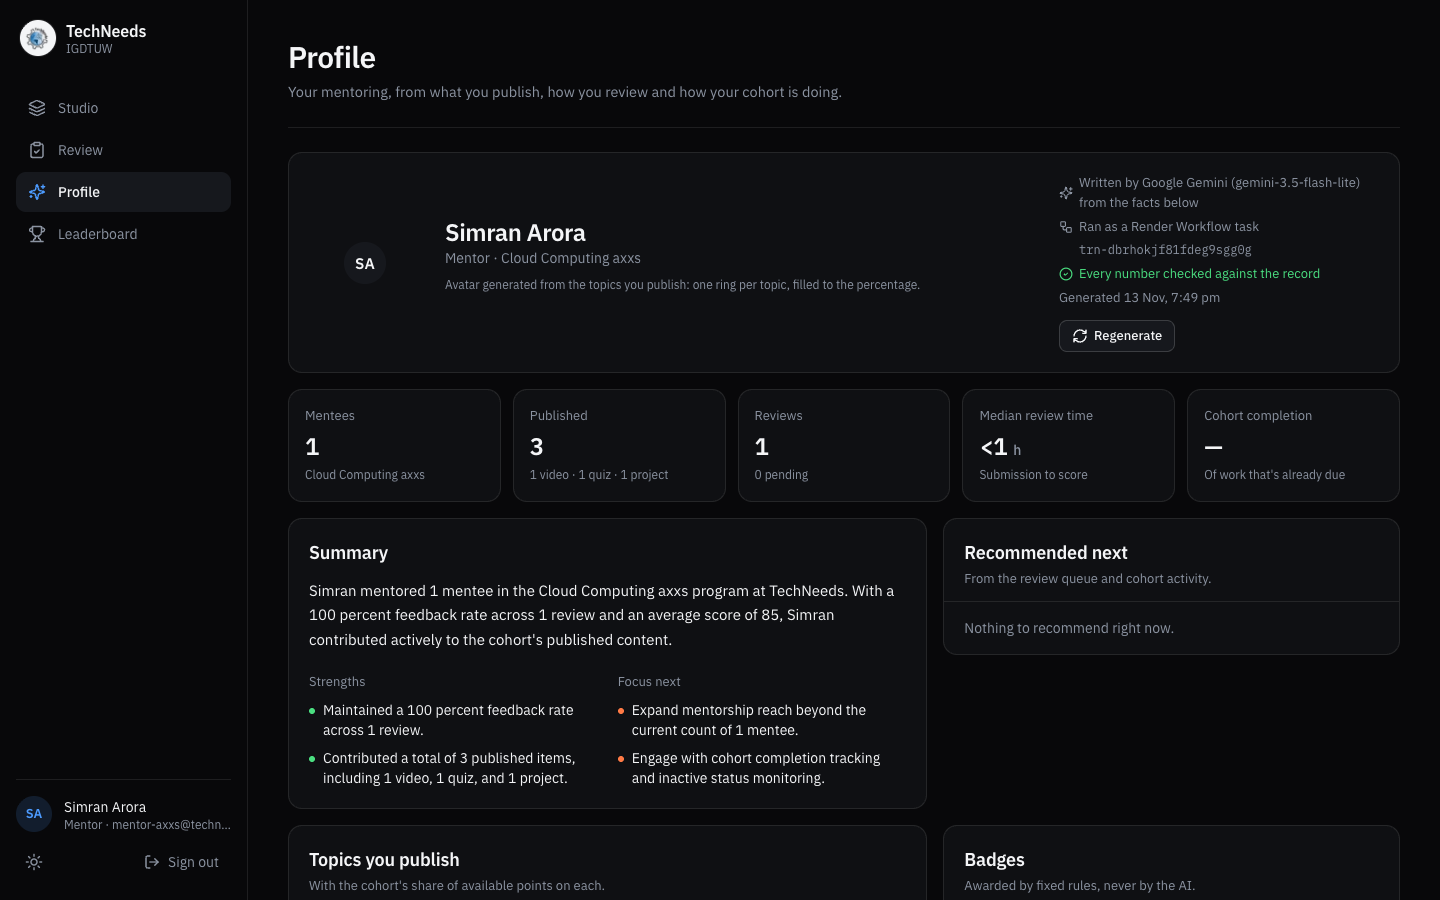 TechNeeds
IGDTUW
Studio
Review
Profile
Leaderboard
Simran Arora
Mentor · mentor-axxs@techn...
Sign out
Profile
Your mentoring, from what you publish, how you review and how your cohort is doing.
SA
Simran Arora
Mentor · Cloud Computing axxs
Avatar generated from the topics you publish: one ring per topic, filled to the percentage.
Written by Google Gemini (gemini-3.5-flash-lite)
from the facts below
Ran as a Render Workflow task
trn-dbrhokjf81fdeg9sgg0g
Every number checked against the record
Generated 13 Nov, 7:49 pm
Regenerate
Mentees
1
Cloud Computing axxs
Published
3
1 video · 1 quiz · 1 project
Reviews
1
0 pending
Median review time
<1 h
Submission to score
Cohort completion
—
Of work that's already due
Summary
Simran mentored 1 mentee in the Cloud Computing axxs program at TechNeeds. With a
100 percent feedback rate across 1 review and an average score of 85, Simran
contributed actively to the cohort's published content.
Strengths
Maintained a 100 percent feedback rate
across 1 review.
Contributed a total of 3 published items,
including 1 video, 1 quiz, and 1 project.
Focus next
Expand mentorship reach beyond the
current count of 1 mentee.
Engage with cohort completion tracking
and inactive status monitoring.
Recommended next
From the review queue and cohort activity.
Nothing to recommend right now.
Topics you publish
With the cohort's share of available points on each.
Badges
Awarded by fixed rules, never by the AI.
SA